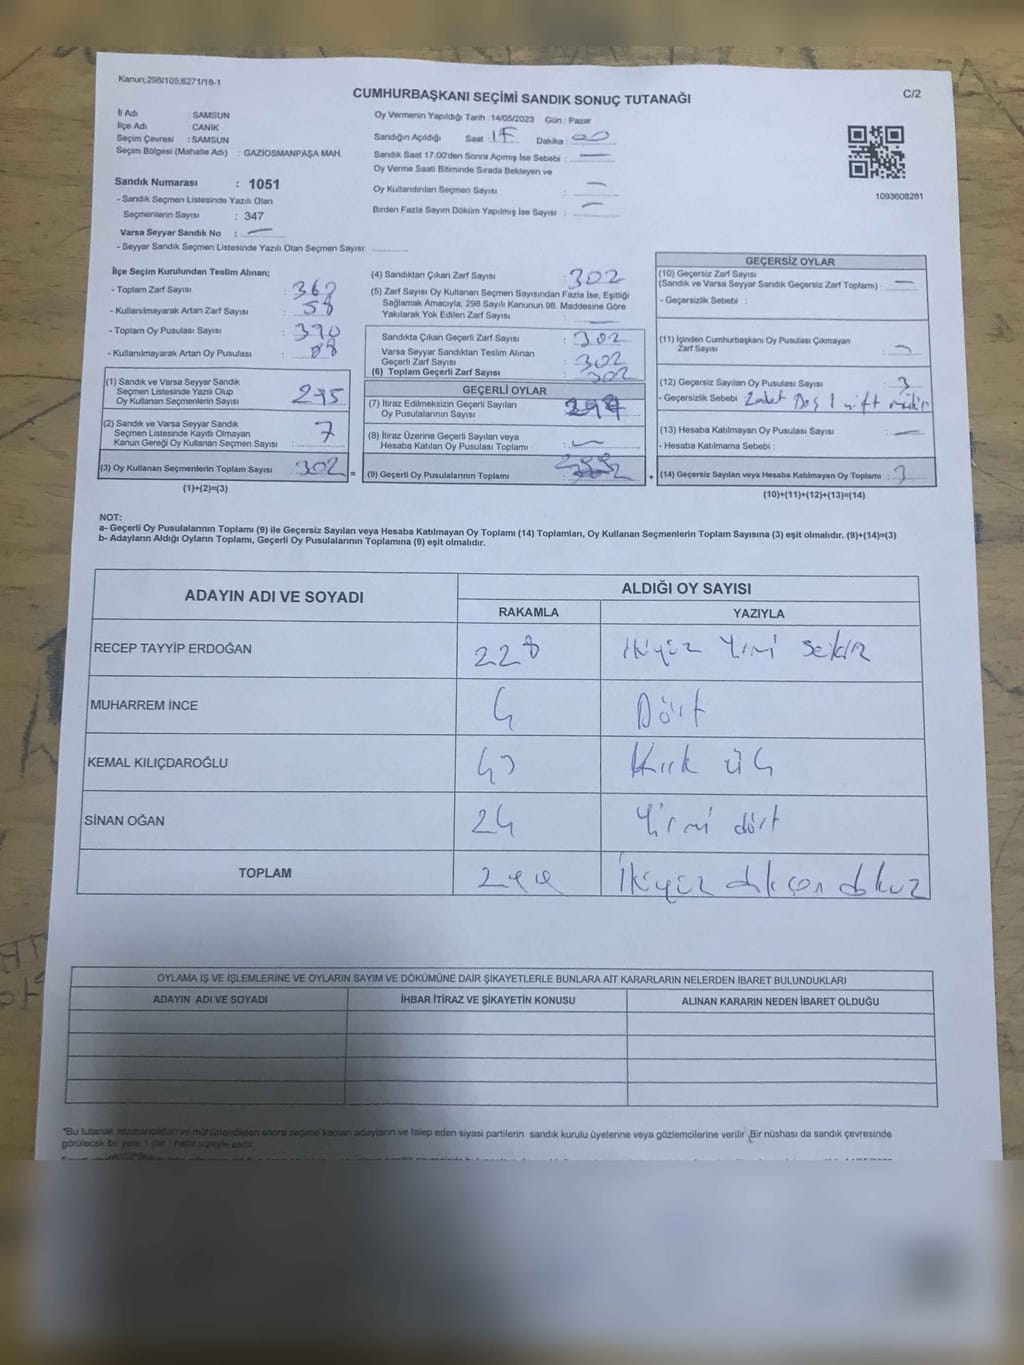 Kanun;298/105;6271/18-1
C/2
CUMHURBAŞKANI SEÇİMİ SANDIK SONUÇ TUTANAĞI
İl Adı : SAMSUN
İlçe Adı CANİK
Seçim Çevresi : SAMSUN
Seçim Bölgesi (Mahalle Adı) : GAZİOSMANPAŞA MAH.
Sandık Numarası : 1051
- Sandık Seçmen Listesinde Yazılı Olan
Seçmenlerin Sayısı : 347
Varsa Seyyar Sandık No : —
- Seyyar Sandık Seçmen Listesinde Yazılı Olan Seçmen Sayısı:
Oy Vermenin Yapıldığı Tarih :14/05/2023 Gün : Pazar
Sandığın Açıldığı Saat : 17 Dakika : 00
Sandık Saat 17.00'den Sonra Açımış İse Sebebi : —
Oy Verme Saati Bitiminde Sırada Bekleyen ve
Oy Kullandırılan Seçmen Sayısı : —
Birden Fazla Sayım Döküm Yapılmış İse Sayısı : —
1093608281
İlçe Seçim Kurulundan Teslim Alınan;
- Toplam Zarf Sayısı :
- Kullanılmayarak Artan Zarf Sayısı : 58
- Toplam Oy Pusulası Sayısı : 390
- Kullanılmayarak Artan Oy Pusulası : 88
(1) Sandık ve Varsa Seyyar Sandık
Seçmen Listesinde Yazılı Olup
Oy Kullanan Seçmenlerin Sayısı : 295
(2) Sandık ve Varsa Seyyar Sandık
Seçmen Listesinde Kayıtlı Olmayan
Kanun Gereği Oy Kullanan Seçmen Sayısı : 7
(3) Oy Kullanan Seçmenlerin Toplam Sayısı 302 =
(1)+(2)=(3)
(4) Sandıktan Çıkan Zarf Sayısı : 302
(5) Zarf Sayısı Oy Kullanan Seçmen Sayısından Fazla İse, Eşitliği
Sağlamak Amacıyla, 298 Sayılı Kanunun 98. Maddesine Göre
Yakılarak Yok Edilen Zarf Sayısı : —
Sandıkta Çıkan Geçerli Zarf Sayısı : 302
Varsa Seyyar Sandıktan Teslim Alınan
Geçerli Zarf Sayısı : 302
(6) Toplam Geçerli Zarf Sayısı : 302
GEÇERLİ OYLAR
(7) İtiraz Edilmeksizin Geçerli Sayılan
Oy Pusulalarının Sayısı :
(8) İtiraz Üzerine Geçerli Sayılan veya
Hesaba Katılan Oy Pusulası Toplamı : —
(9) Geçerli Oy Pusulalarının Toplamı : +
GEÇERSİZ OYLAR
(10) Geçersiz Zarf Sayısı
(Sandık ve Varsa Seyyar Sandık Geçersiz Zarf Toplamı) : —
- Geçersizlik Sebebi :
(11) İçinden Cumhurbaşkanı Oy Pusulası Çıkmayan
Zarf Sayısı : —
(12) Geçersiz Sayılan Oy Pusulası Sayısı : 3
- Geçersizlik Sebebi : 2 Boş 1 çift
(13) Hesaba Katılmayan Oy Pusulası Sayısı : —
- Hesaba Katılmama Sebebi :
(14) Geçersiz Sayılan veya Hesaba Katılmayan Oy Toplamı : 3
(10)+(11)+(12)+(13)=(14)
NOT:
a- Geçerli Oy Pusulalarının Toplamı (9) ile Geçersiz Sayılan veya Hesaba Katılmayan Oy Toplamı (14) Toplamları, Oy Kullanan Seçmenlerin Toplam Sayısına (3) eşit olmalıdır. (9)+(14)=(3)
b- Adayların Aldığı Oyların Toplamı, Geçerli Oy Pusulalarının Toplamına (9) eşit olmalıdır.
ADAYIN ADI VE SOYADI
ALDIĞI OY SAYISI
RAKAMLA YAZIYLA
RECEP TAYYİP ERDOĞAN 228 ikiyüz Yirmi Sekiz
MUHARREM İNCE 4 Dört
KEMAL KILIÇDAROĞLU 43 Kırk üç
SİNAN OĞAN 24 Yirmi dört
TOPLAM 299 İkiyüz doksan dokuz
OYLAMA İŞ VE İŞLEMLERİNE VE OYLARIN SAYIM VE DÖKÜMÜNE DAİR ŞİKAYETLERLE BUNLARA AİT KARARLARIN NELERDEN İBARET BULUNDUKLARI
ADAYIN ADI VE SOYADI İHBAR İTİRAZ VE ŞİKAYETİN KONUSU ALINAN KARARIN NEDEN İBARET OLDUĞU
*Bu tutanak imzalandıktan ve mühürlendikten sonra seçime katılan adayların ve talep eden siyasi partilerin sandık kurulu üyelerine veya gözlemcilerine verilir. Bir nüshası da sandık çevresinde
görülecek bir yere 1 (bir ) hafta süreyle asılır.